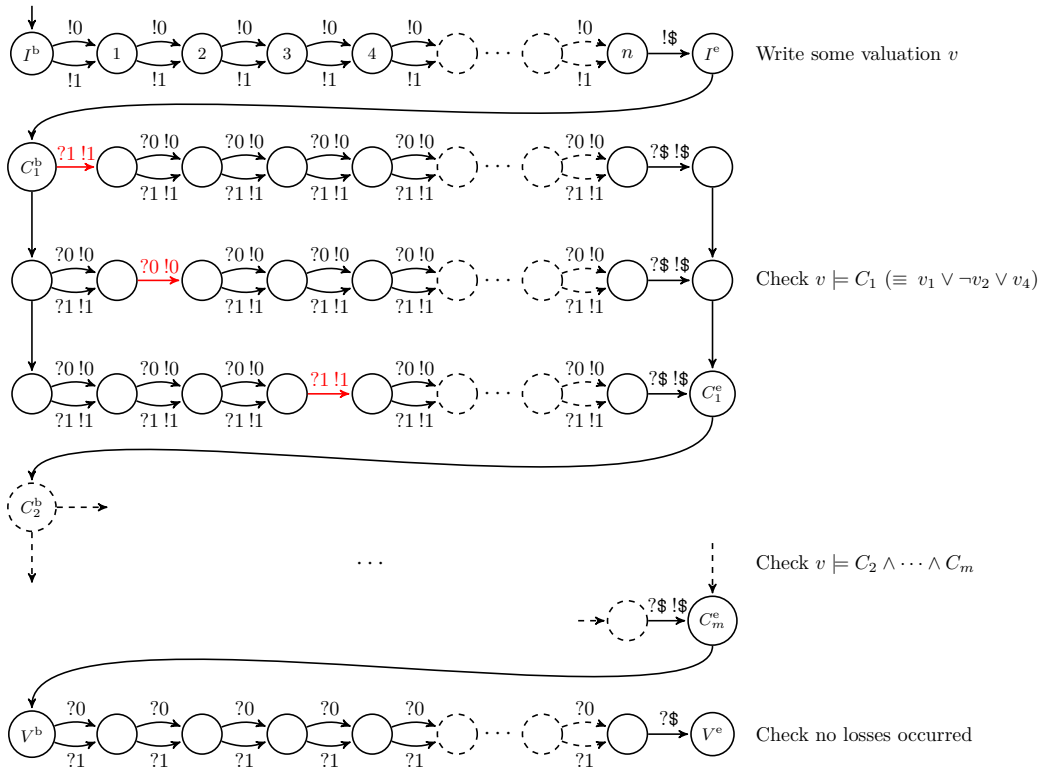 !0 !0 !0 !0 !0 !0
I^b 1 2 3 4 ··· n !$ I^e Write some valuation v
!1 !1 !1 !1 !1 !1
?1 !1 ?0 !0 ?0 !0 ?0 !0 ?0 !0 ?0 !0 ?$ !$
C_1^b ···
?1 !1 ?1 !1 ?1 !1 ?1 !1 ?1 !1
?0 !0 ?0 !0 ?0 !0 ?0 !0 ?0 !0 ?0 !0 ?$ !$
··· Check v ⊨ C_1 (≡ v_1 ∨ ¬v_2 ∨ v_4)
?1 !1 ?1 !1 ?1 !1 ?1 !1 ?1 !1
?0 !0 ?0 !0 ?0 !0 ?1 !1 ?0 !0 ?0 !0 ?$ !$
··· C_1^e
?1 !1 ?1 !1 ?1 !1 ?1 !1 ?1 !1
C_2^b
··· Check v ⊨ C_2 ∧ ··· ∧ C_m
?$ !$
C_m^e
?0 ?0 ?0 ?0 ?0 ?0 ?$
V^b ··· V^e Check no losses occurred
?1 ?1 ?1 ?1 ?1 ?1